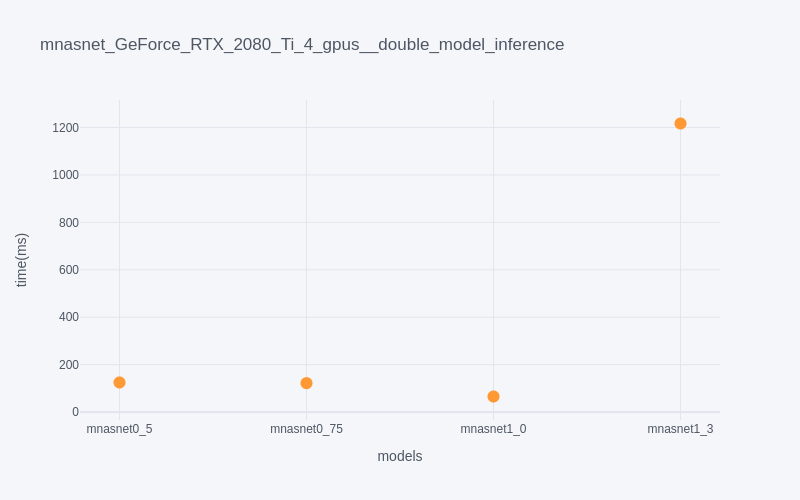 mnasnet_GeForce_RTX_2080_Ti_4_gpus__double_model_inference
1200
1000
800
600
400
200
0
time(ms)
mnasnet0_5 mnasnet0_75 mnasnet1_0 mnasnet1_3
models